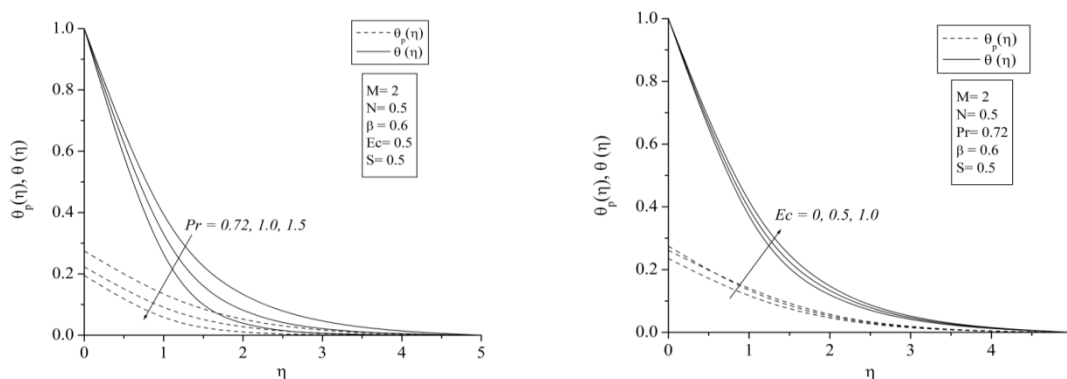 1.0
0.8
0.6
0.4
0.2
0.0
θp(η), θ (η)
0 1 2 3 4 5
η
θp(η)
θ (η)
M= 2
N= 0.5
β = 0.6
Ec= 0.5
S= 0.5
Pr = 0.72, 1.0, 1.5
1.0
0.8
0.6
0.4
0.2
0.0
θp(η), θ (η)
0 1 2 3 4
η
θp(η)
θ (η)
M= 2
N= 0.5
Pr= 0.72
β = 0.6
S= 0.5
Ec = 0, 0.5, 1.0